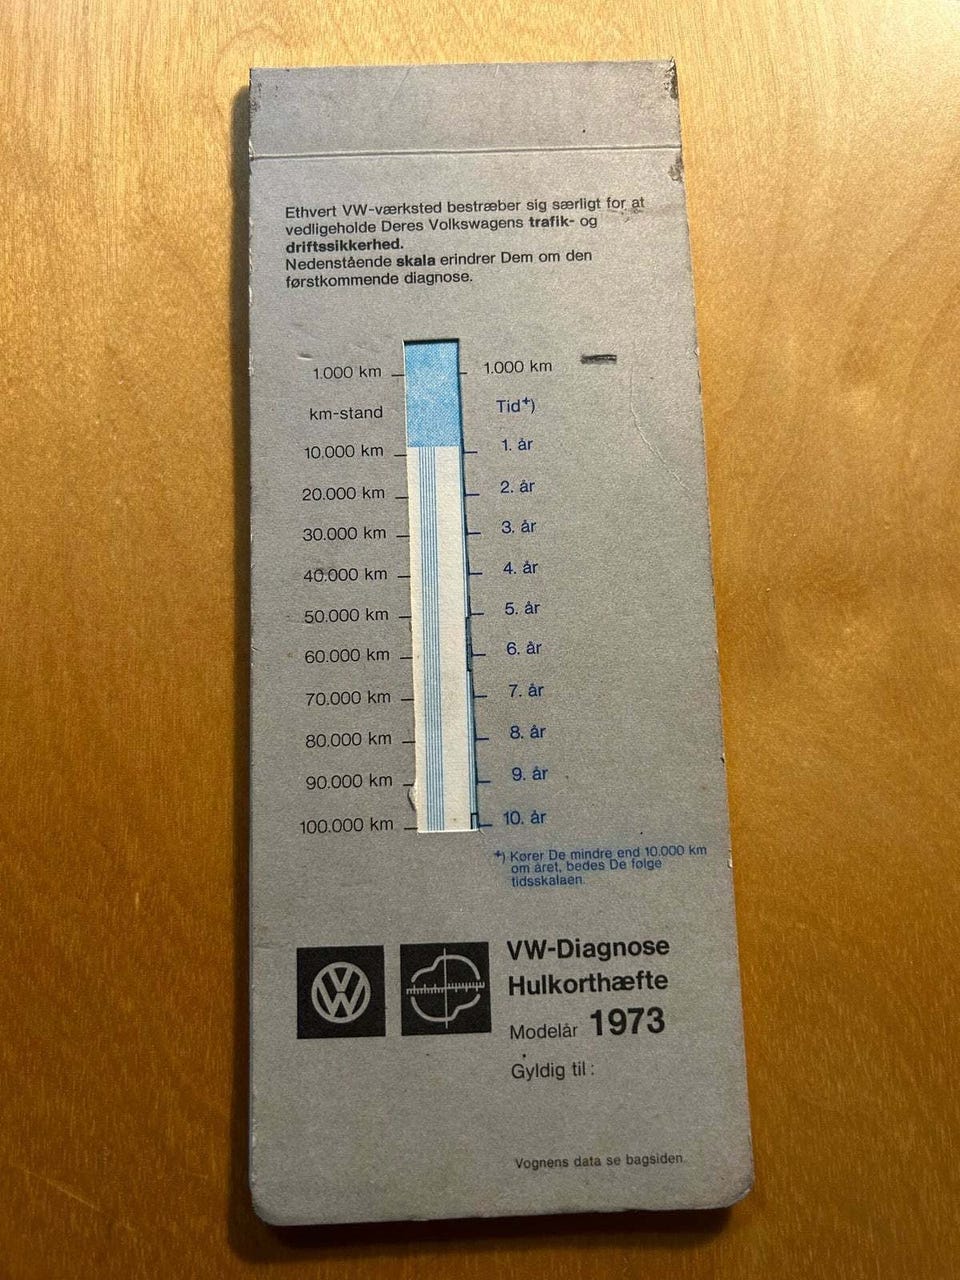 Ethvert VW-værksted bestræber sig særligt for at
vedligeholde Deres Volkswagens trafik- og
driftssikkerhed.
Nedenstående skala erindrer Dem om den
førstkommende diagnose.
1.000 km 1.000 km
km-stand Tid+)
10.000 km 1. år
20.000 km 2. år
30.000 km 3. år
40.000 km 4. år
50.000 km 5. år
60.000 km 6. år
70.000 km 7. år
80.000 km 8. år
90.000 km 9. år
100.000 km 10. år
+) Kører De mindre end 10.000 km
om året, bedes De følge
tidsskalaen.
VW-Diagnose
Hulkorthæfte
Modelår 1973
Gyldig til:
Vognens data se bagsiden.